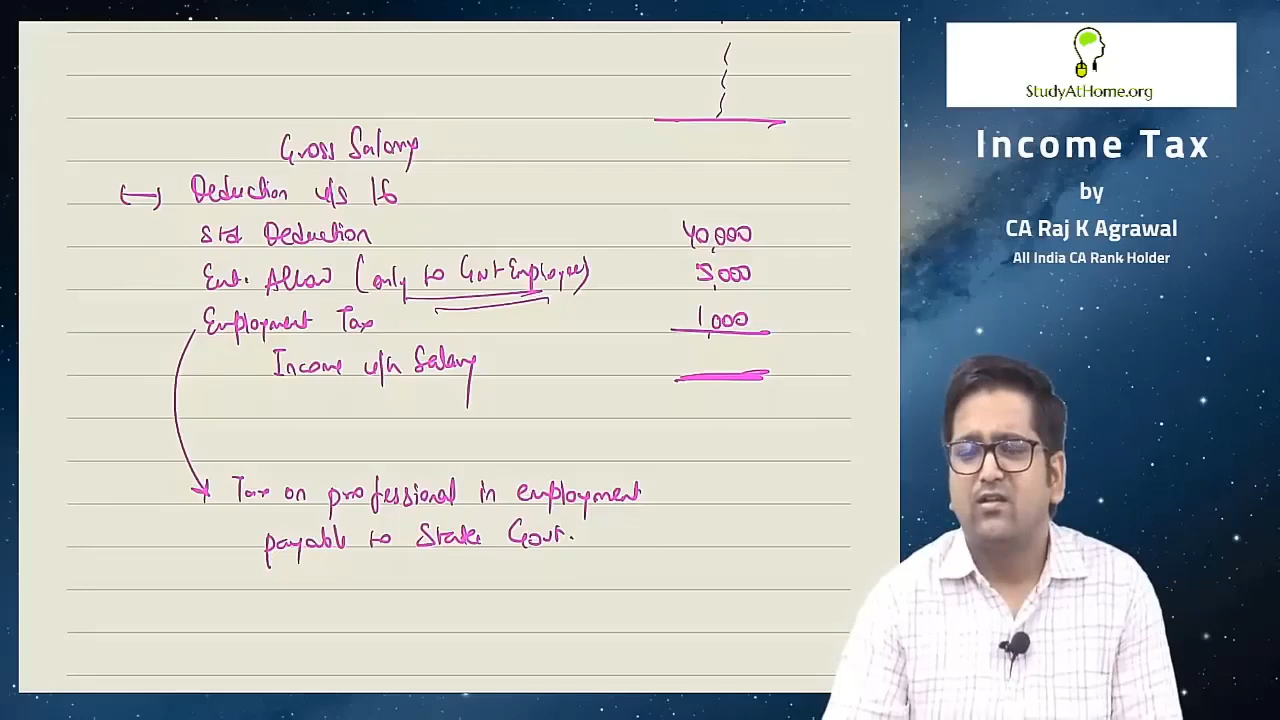 Gross Salary
(—) Deduction u/s 16
Std Deduction 40,000
Ent. Allow (only to Govt Employees) 5,000
Employment Tax 1,000
Income u/h Salary
Tax on professional in employment
payable to State Govt.
StudyAtHome.org
Income Tax
by
CA Raj K Agrawal
All India CA Rank Holder